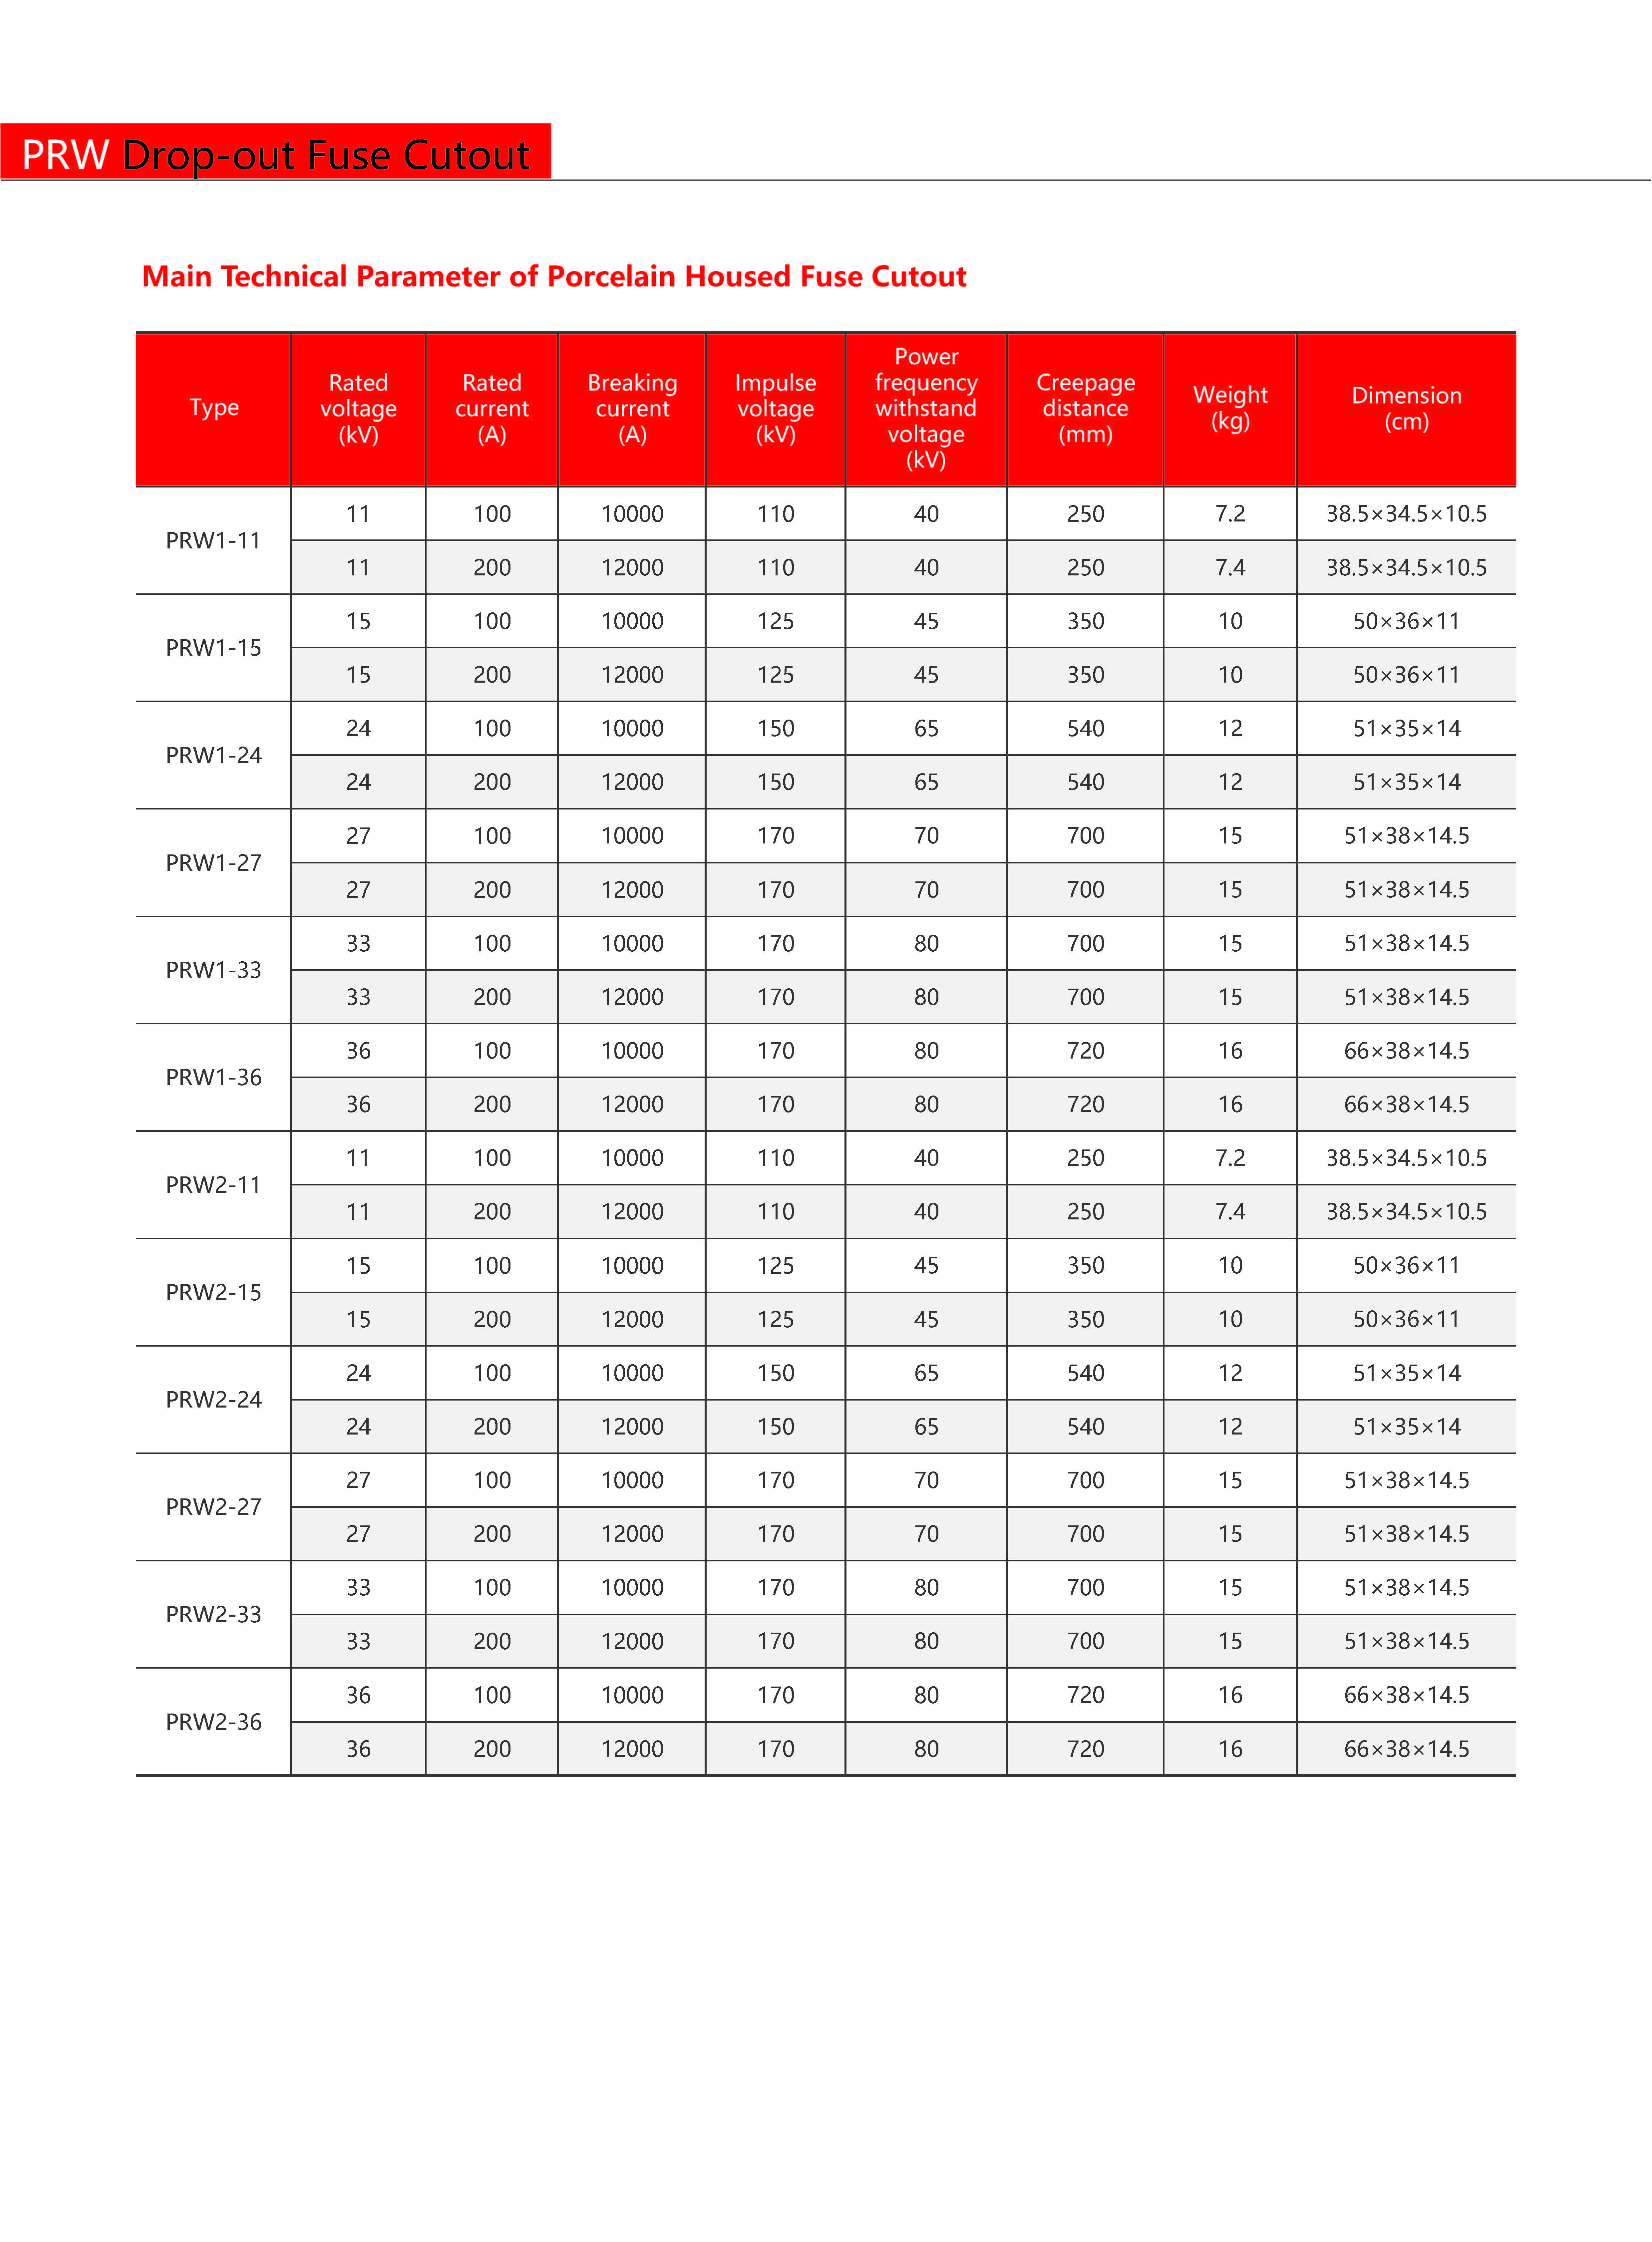 PRW Drop-out Fuse Cutout
Main Technical Parameter of Porcelain Housed Fuse Cutout
Type
Rated
voltage
(kV)
Rated
current
(A)
Breaking
current
(A)
Impulse
voltage
(kV)
Power
frequency
withstand
voltage
(kV)
Creepage
distance
(mm)
Weight
(kg)
Dimension
(cm)
PRW1-11
11 100 10000 110 40 250 7.2 38.5×34.5×10.5
11 200 12000 110 40 250 7.4 38.5×34.5×10.5
PRW1-15
15 100 10000 125 45 350 10 50×36×11
15 200 12000 125 45 350 10 50×36×11
PRW1-24
24 100 10000 150 65 540 12 51×35×14
24 200 12000 150 65 540 12 51×35×14
PRW1-27
27 100 10000 170 70 700 15 51×38×14.5
27 200 12000 170 70 700 15 51×38×14.5
PRW1-33
33 100 10000 170 80 700 15 51×38×14.5
33 200 12000 170 80 700 15 51×38×14.5
PRW1-36
36 100 10000 170 80 720 16 66×38×14.5
36 200 12000 170 80 720 16 66×38×14.5
PRW2-11
11 100 10000 110 40 250 7.2 38.5×34.5×10.5
11 200 12000 110 40 250 7.4 38.5×34.5×10.5
PRW2-15
15 100 10000 125 45 350 10 50×36×11
15 200 12000 125 45 350 10 50×36×11
PRW2-24
24 100 10000 150 65 540 12 51×35×14
24 200 12000 150 65 540 12 51×35×14
PRW2-27
27 100 10000 170 70 700 15 51×38×14.5
27 200 12000 170 70 700 15 51×38×14.5
PRW2-33
33 100 10000 170 80 700 15 51×38×14.5
33 200 12000 170 80 700 15 51×38×14.5
PRW2-36
36 100 10000 170 80 720 16 66×38×14.5
36 200 12000 170 80 720 16 66×38×14.5